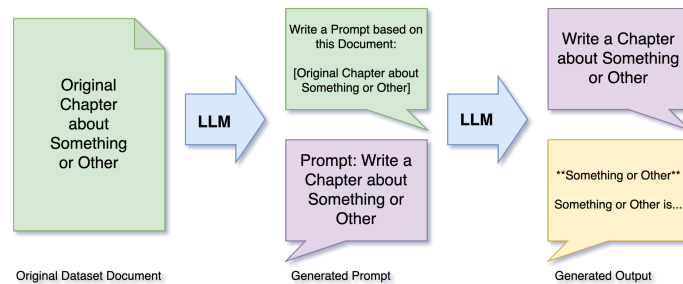 Original
Chapter
about
Something
or Other
LLM
Write a Prompt based on
this Document:
[Original Chapter about
Something or Other]
Prompt: Write a
Chapter about
Something or
Other
LLM
Write a Chapter
about Something
or Other
**Something or Other**
Something or Other is...
Original Dataset Document
Generated Prompt
Generated Output